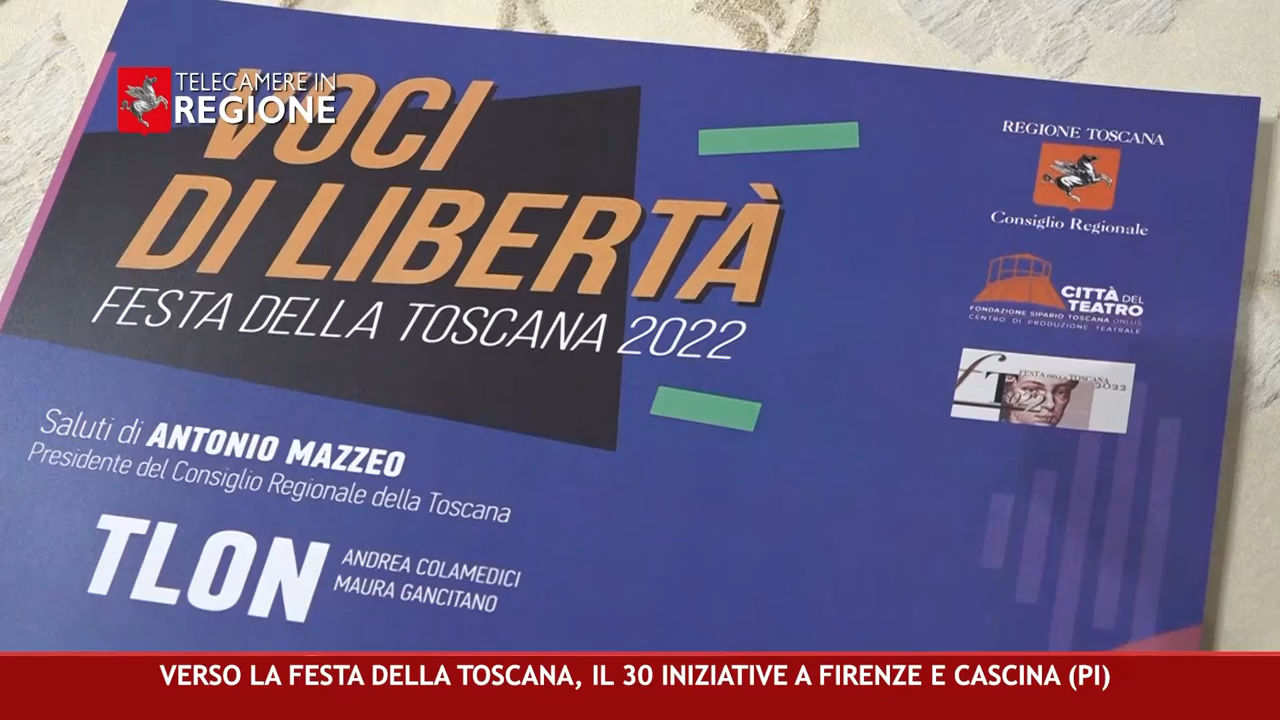 TELECAMERE IN
REGIONE
VOCI
DI LIBERTÀ
FESTA DELLA TOSCANA 2022
Saluti di ANTONIO MAZZEO
Presidente del Consiglio Regionale della Toscana
TLON
ANDREA COLAMEDICI
MAURA GANCITANO
REGIONE TOSCANA
Consiglio Regionale
CITTÀ DEL
TEATRO
FONDAZIONE SIPARIO TOSCANA ONLUS
CENTRO DI PRODUZIONE TEATRALE
FESTA DELLA TOSCANA
2022
VERSO LA FESTA DELLA TOSCANA, IL 30 INIZIATIVE A FIRENZE E CASCINA (PI)